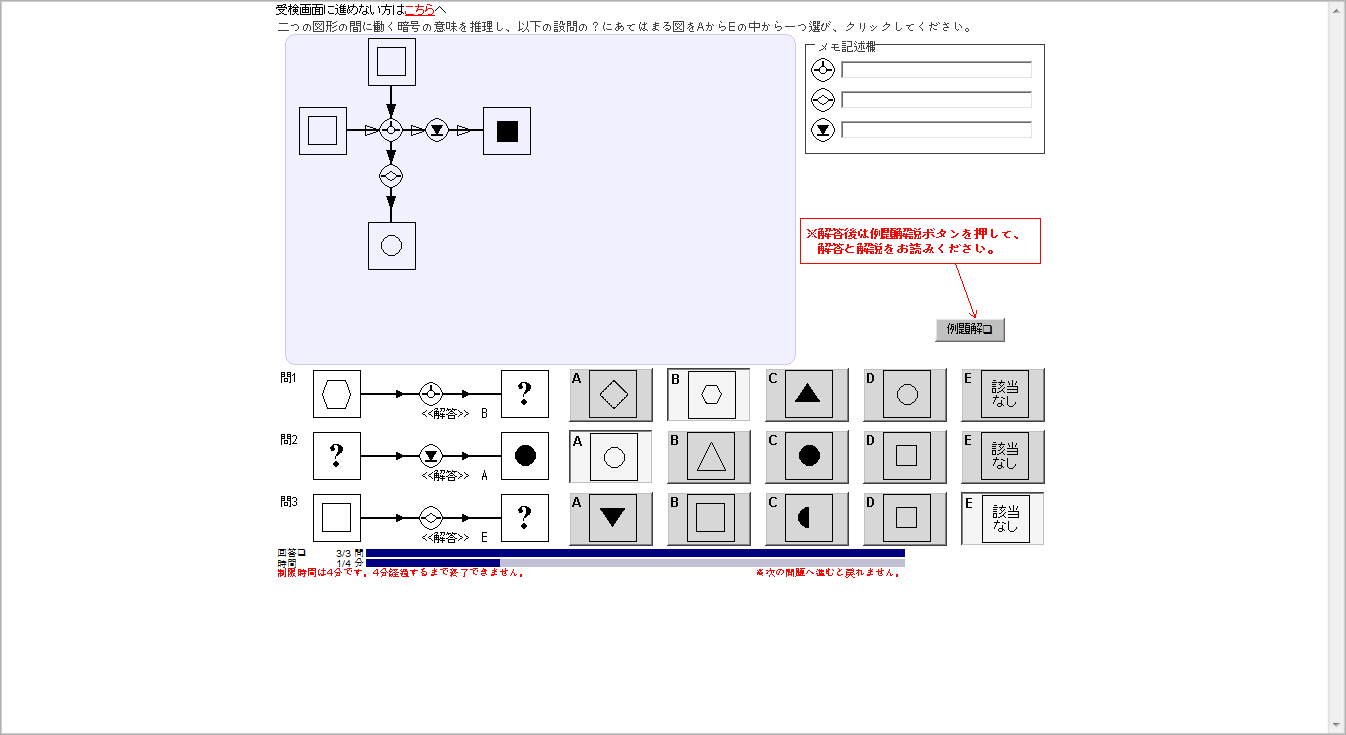 受検画面に進めない方はこちらへ
二つの図形の間に働く暗号の意味を推理し、以下の設問の？にあてはまる図をAからEの中から一つ選び、クリックしてください。
メモ記述欄
※解答後は例題解説ボタンを押して、
解答と解説をお読みください。
例題解❏
問1
?
<<解答>> B
A
B
C
D
E
該当
なし
問2
?
<<解答>> A
A
B
C
D
E
該当
なし
問3
?
<<解答>> E
A
B
C
D
E
該当
なし
回答❏ 3/3 問
時間 1/4 分
制限時間は4分です。4分経過するまで終了できません。
※次の問題へ進むと戻れません。